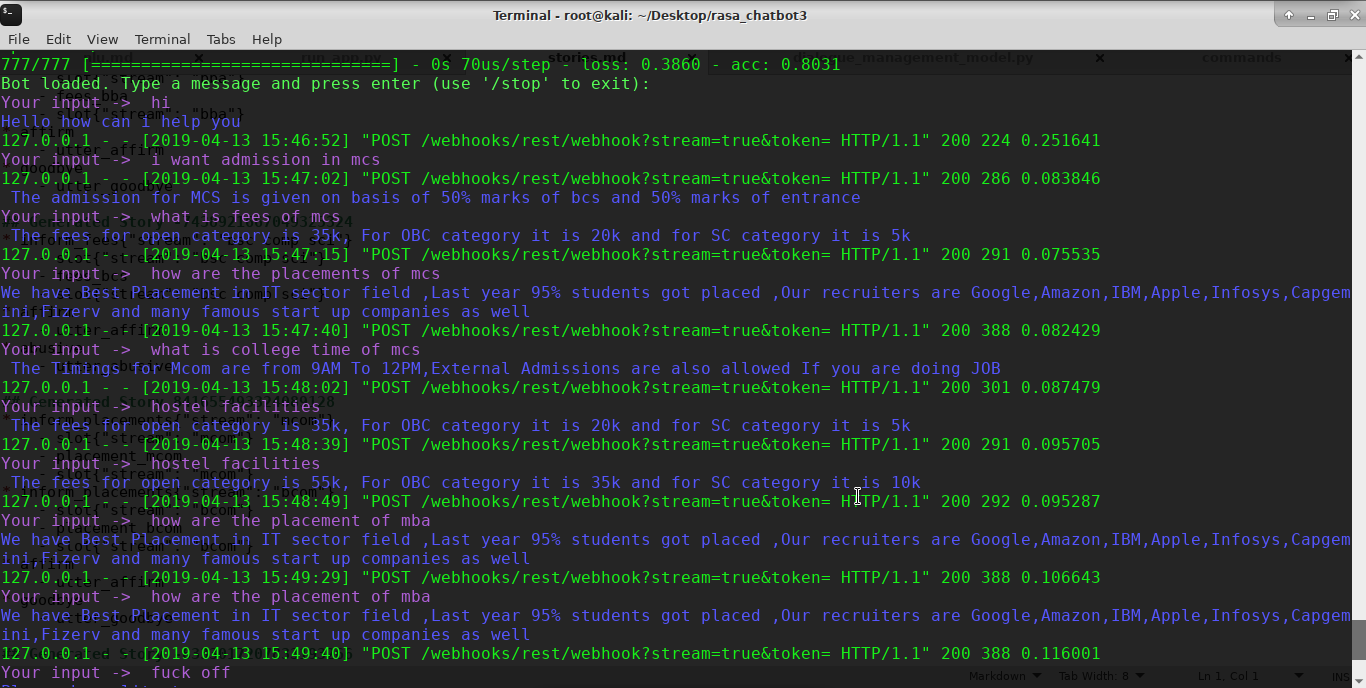 Terminal - root@kali: ~/Desktop/rasa_chatbot3
File Edit View Terminal Tabs Help
777/777 [==============================] - 0s 70us/step - loss: 0.3860 - acc: 0.8031
Bot loaded. Type a message and press enter (use '/stop' to exit):
Your input -> hi
Hello how can i help you
127.0.0.1 - - [2019-04-13 15:46:52] "POST /webhooks/rest/webhook?stream=true&token= HTTP/1.1" 200 224 0.251641
Your input -> i want admission in mcs
127.0.0.1 - - [2019-04-13 15:47:02] "POST /webhooks/rest/webhook?stream=true&token= HTTP/1.1" 200 286 0.083846
The admission for MCS is given on basis of 50% marks of bcs and 50% marks of entrance
Your input -> what is fees of mcs
The fees for open category is 35k, For OBC category it is 20k and for SC category it is 5k
127.0.0.1 - - [2019-04-13 15:47:15] "POST /webhooks/rest/webhook?stream=true&token= HTTP/1.1" 200 291 0.075535
Your input -> how are the placements of mcs
We have Best Placement in IT sector field ,Last year 95% students got placed ,Our recruiters are Google,Amazon,IBM,Apple,Infosys,Capgem
ini,Fizerv and many famous start up companies as well
127.0.0.1 - - [2019-04-13 15:47:40] "POST /webhooks/rest/webhook?stream=true&token= HTTP/1.1" 200 388 0.082429
Your input -> what is college time of mcs
The Timings for Mcom are from 9AM To 12PM,External Admissions are also allowed If you are doing JOB
127.0.0.1 - - [2019-04-13 15:48:02] "POST /webhooks/rest/webhook?stream=true&token= HTTP/1.1" 200 301 0.087479
Your input -> hostel facilities
The fees for open category is 35k, For OBC category it is 20k and for SC category it is 5k
127.0.0.1 - - [2019-04-13 15:48:39] "POST /webhooks/rest/webhook?stream=true&token= HTTP/1.1" 200 291 0.095705
Your input -> hostel facilities
The fees for open category is 55k, For OBC category it is 35k and for SC category it is 10k
127.0.0.1 - - [2019-04-13 15:48:49] "POST /webhooks/rest/webhook?stream=true&token= HTTP/1.1" 200 292 0.095287
Your input -> how are the placement of mba
We have Best Placement in IT sector field ,Last year 95% students got placed ,Our recruiters are Google,Amazon,IBM,Apple,Infosys,Capgem
ini,Fizerv and many famous start up companies as well
127.0.0.1 - - [2019-04-13 15:49:29] "POST /webhooks/rest/webhook?stream=true&token= HTTP/1.1" 200 388 0.106643
Your input -> how are the placement of mba
We have Best Placement in IT sector field ,Last year 95% students got placed ,Our recruiters are Google,Amazon,IBM,Apple,Infosys,Capgem
ini,Fizerv and many famous start up companies as well
127.0.0.1 - - [2019-04-13 15:49:40] "POST /webhooks/rest/webhook?stream=true&token= HTTP/1.1" 200 388 0.116001
Your input -> fuck off
Markdown Tab Width: 8 Ln 1, Col 1 INS